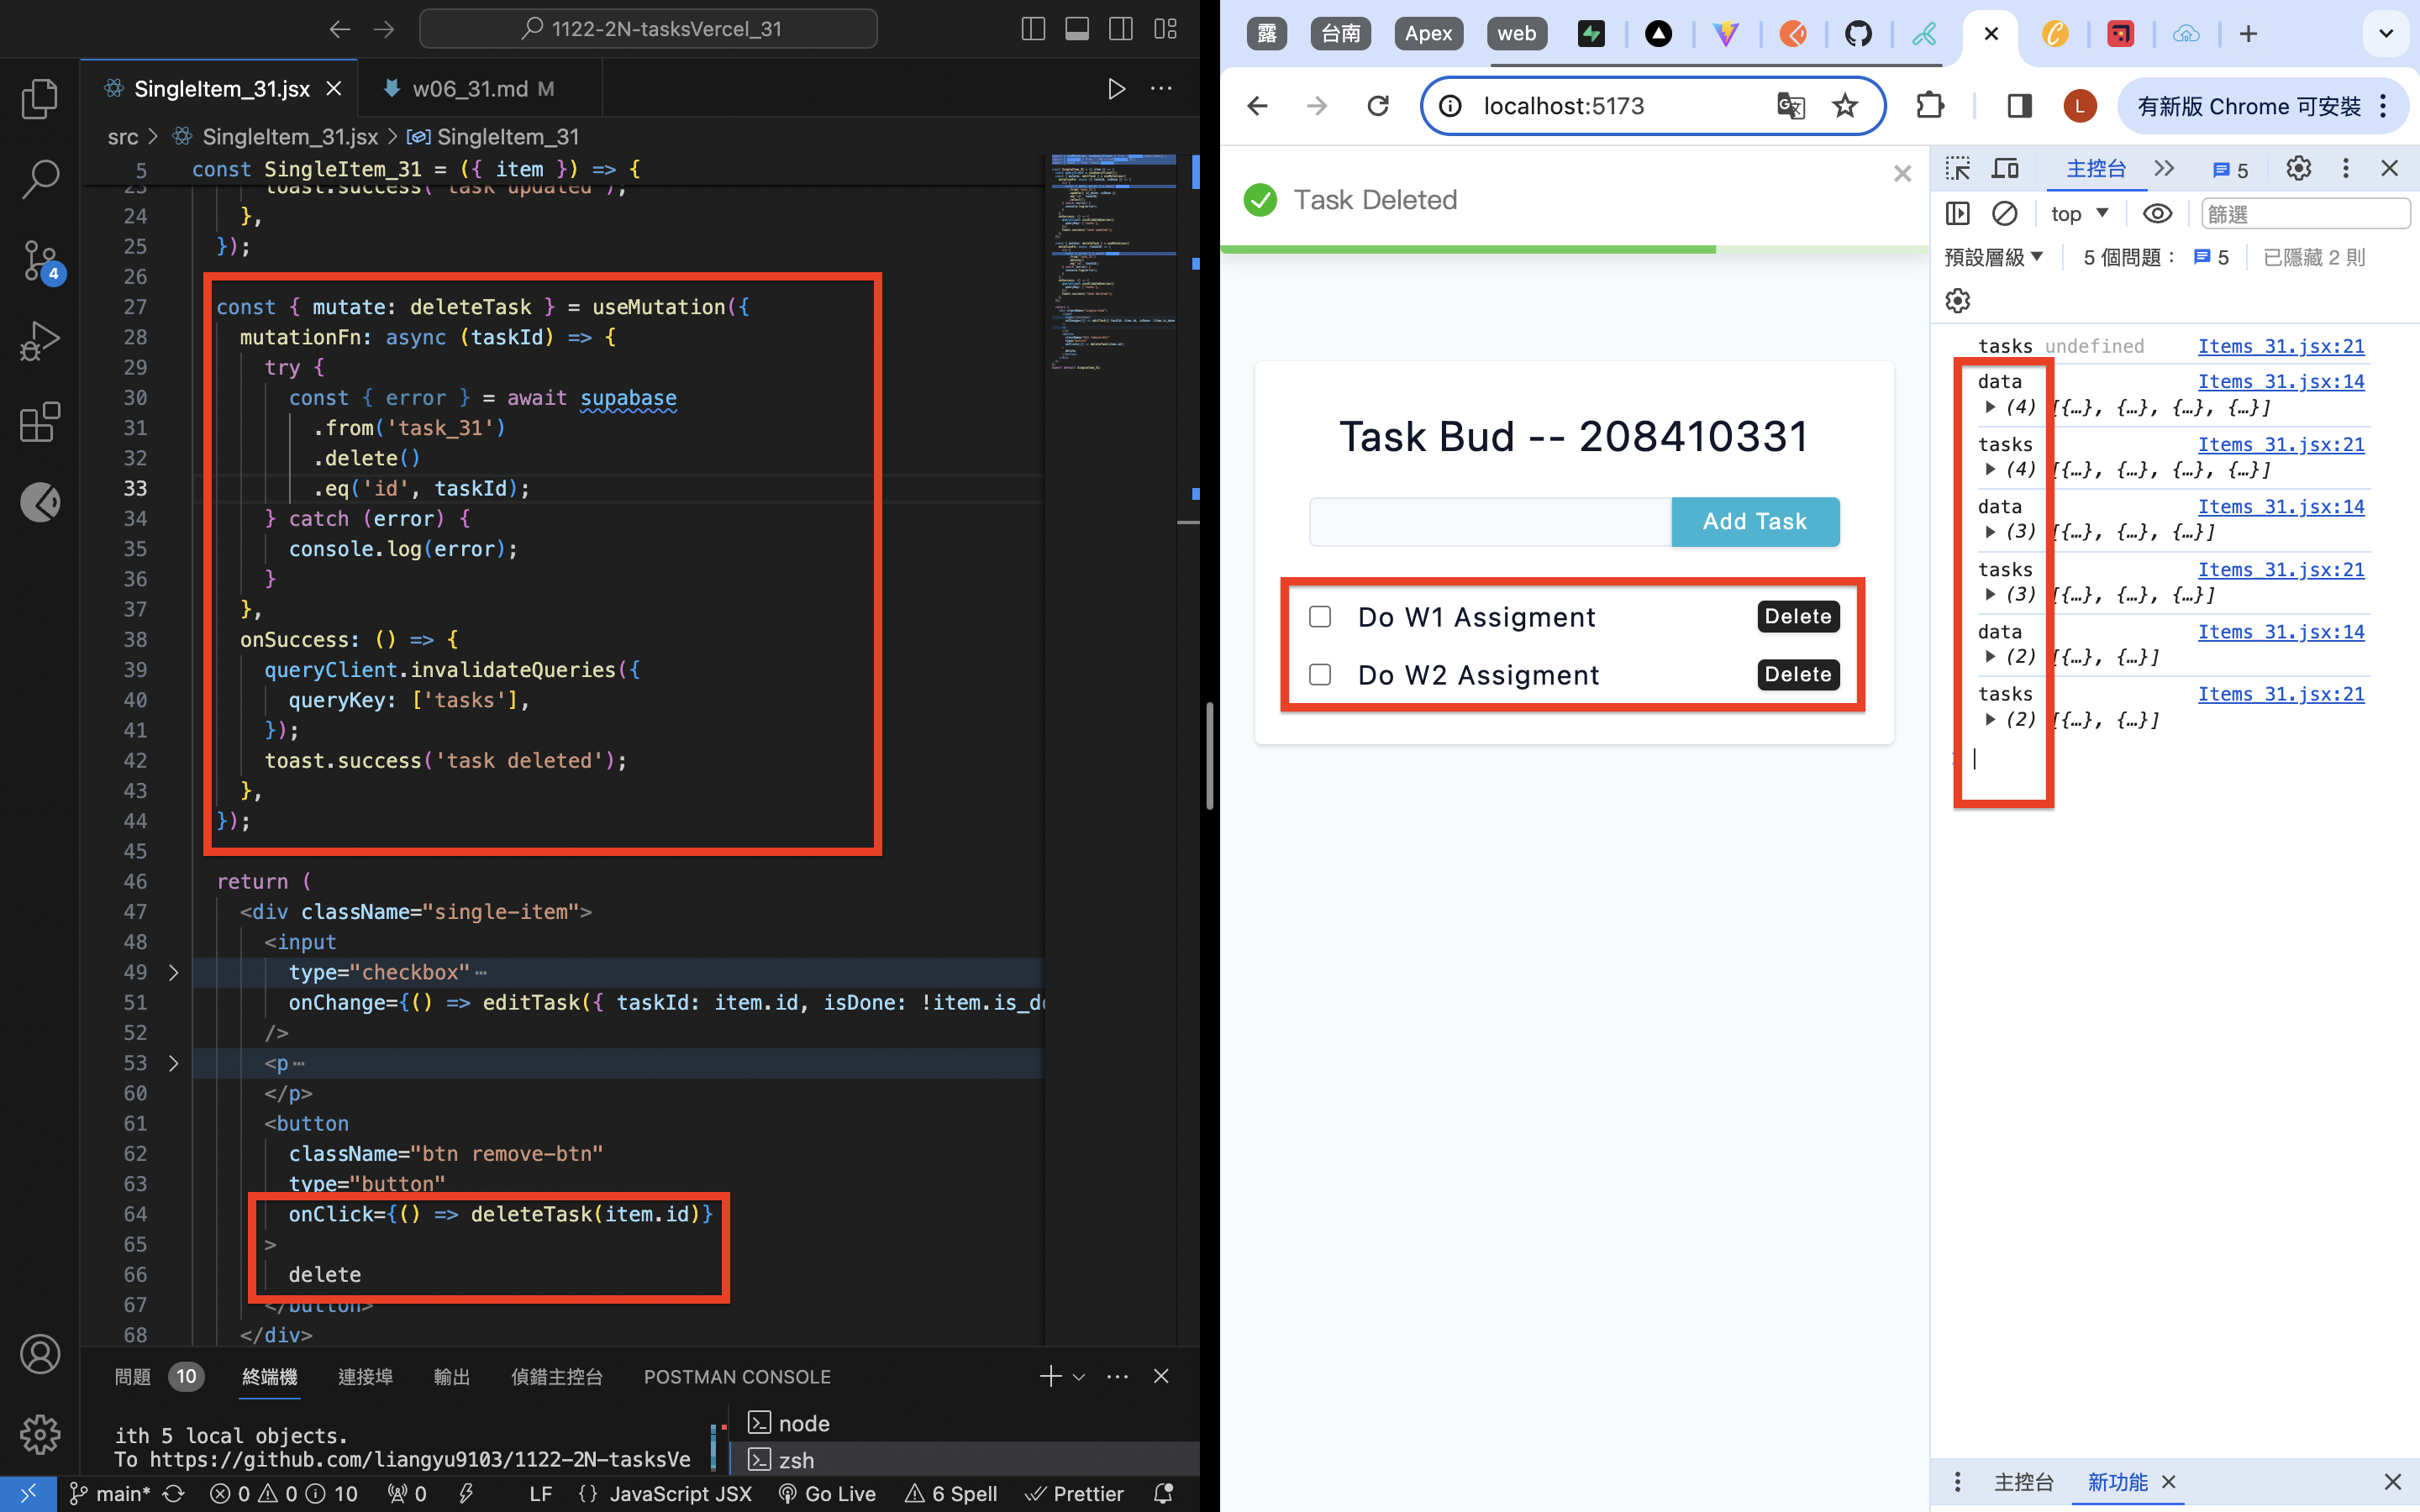 1122-2N-tasksVercel_31
SingleItem_31.jsx
w06_31.md M
src > SingleItem_31.jsx > SingleItem_31
5 const SingleItem_31 = ({ item }) => {
23 toast.success('task updated');
24 },
25 });
26
27 const { mutate: deleteTask } = useMutation({
28 mutationFn: async (taskId) => {
29 try {
30 const { error } = await supabase
31 .from('task_31')
32 .delete()
33 .eq('id', taskId);
34 } catch (error) {
35 console.log(error);
36 }
37 },
38 onSuccess: () => {
39 queryClient.invalidateQueries({
40 queryKey: ['tasks'],
41 });
42 toast.success('task deleted');
43 },
44 });
45
46 return (
47 <div className="single-item">
48 <input
49 type="checkbox"⋯
51 onChange={() => editTask({ taskId: item.id, isDone: !item.is_d
52 />
53 <p⋯
60 </p>
61 <button
62 className="btn remove-btn"
63 type="button"
64 onClick={() => deleteTask(item.id)}
65 >
66 delete
67 </button>
68 </div>
4
問題 10 終端機 連接埠 輸出 偵錯主控台 POSTMAN CONSOLE
ith 5 local objects.
To https://github.com/liangyu9103/1122-2N-tasksVe
node
zsh
main* 0 0 10 0 LF {} JavaScript JSX Go Live 6 Spell Prettier
露 台南 Apex web
localhost:5173
L
有新版 Chrome 可安裝
Task Deleted
Task Bud -- 208410331
Add Task
Do W1 Assigment Delete
Do W2 Assigment Delete
主控台 5
top 篩選
預設層級 5 個問題： 5 已隱藏 2 則
tasks undefined Items 31.jsx:21
data Items 31.jsx:14
(4) [{…}, {…}, {…}, {…}]
tasks Items 31.jsx:21
(4) [{…}, {…}, {…}, {…}]
data Items 31.jsx:14
(3) [{…}, {…}, {…}]
tasks Items 31.jsx:21
(3) [{…}, {…}, {…}]
data Items 31.jsx:14
(2) [{…}, {…}]
tasks Items 31.jsx:21
(2) [{…}, {…}]
主控台 新功能